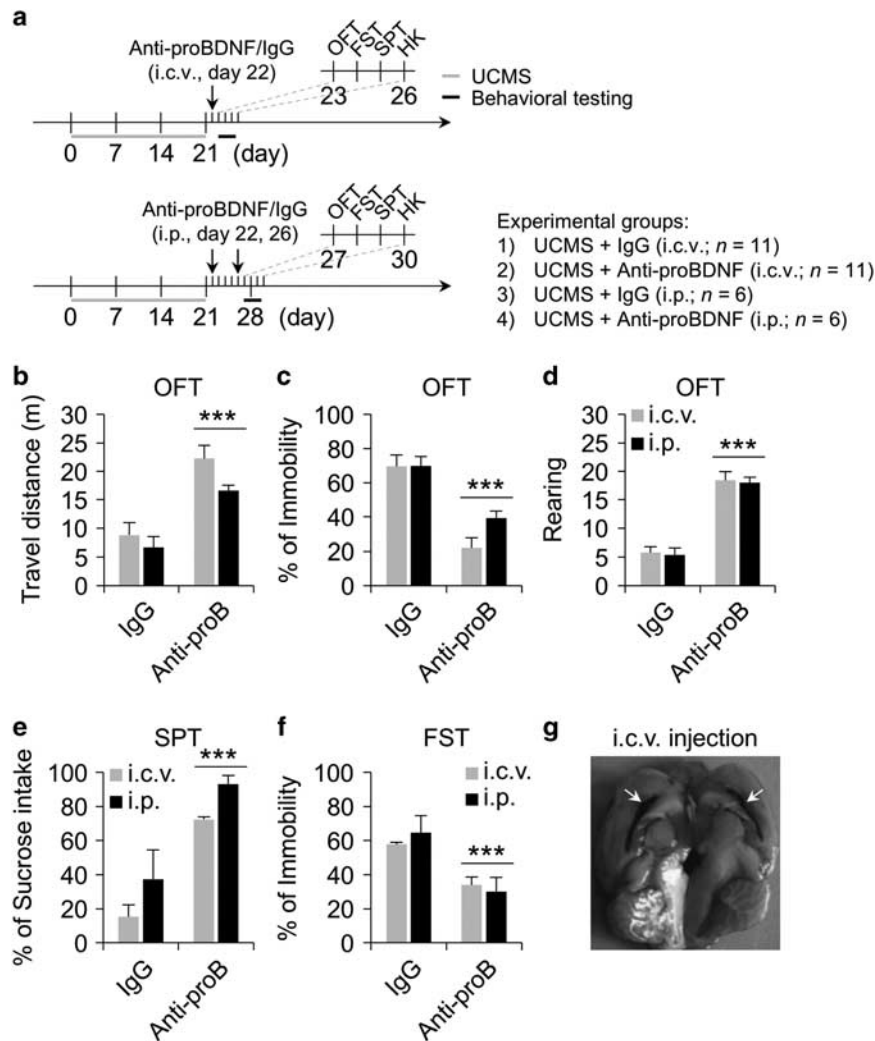 a
Anti-proBDNF/IgG
(i.c.v., day 22)
OFT FST SPT HK
23 26
UCMS
Behavioral testing
0 7 14 21 (day)
Anti-proBDNF/IgG
(i.p., day 22, 26)
OFT FST SPT HK
27 30
0 7 14 21 28 (day)
Experimental groups:
1) UCMS + IgG (i.c.v.; n = 11)
2) UCMS + Anti-proBDNF (i.c.v.; n = 11)
3) UCMS + IgG (i.p.; n = 6)
4) UCMS + Anti-proBDNF (i.p.; n = 6)
b
OFT
Travel distance (m)
30
25
20
15
10
5
0
***
IgG
Anti-proB
c
OFT
% of Immobility
100
80
60
40
20
0
***
IgG
Anti-proB
d
OFT
Rearing
30
25
20
15
10
5
0
i.c.v.
i.p.
***
IgG
Anti-proB
e
SPT
% of Sucrose intake
100
80
60
40
20
0
i.c.v.
i.p.
***
IgG
Anti-proB
f
FST
% of Immobility
100
80
60
40
20
0
i.c.v.
i.p.
***
IgG
Anti-proB
g
i.c.v. injection